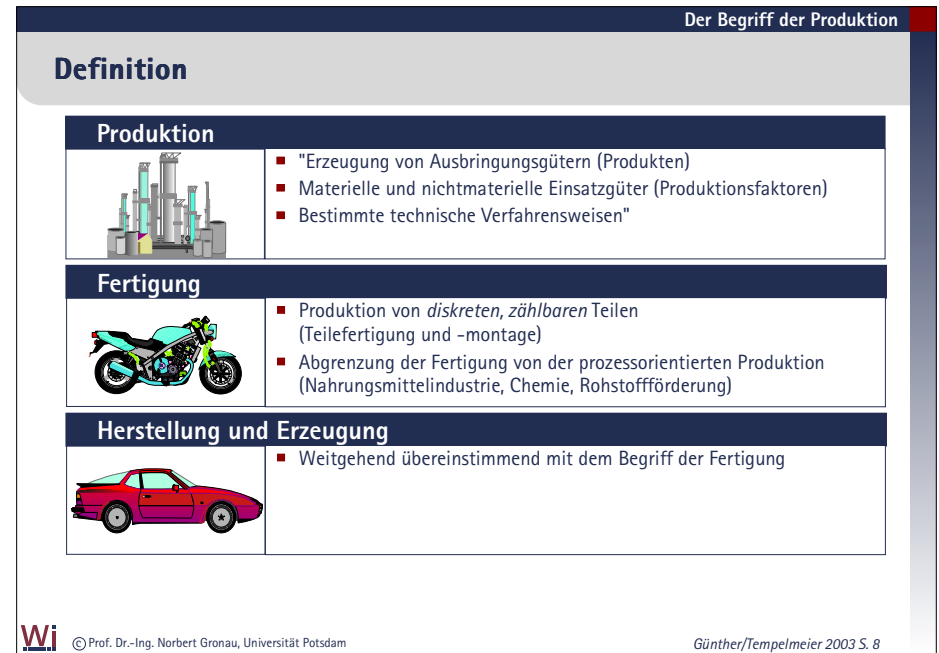 Der Begriff der Produktion
Definition
Produktion
"Erzeugung von Ausbringungsgütern (Produkten)
Materielle und nichtmaterielle Einsatzgüter (Produktionsfaktoren)
Bestimmte technische Verfahrensweisen"
Fertigung
Produktion von diskreten, zählbaren Teilen
(Teilefertigung und -montage)
Abgrenzung der Fertigung von der prozessorientierten Produktion
(Nahrungsmittelindustrie, Chemie, Rohstoffförderung)
Herstellung und Erzeugung
Weitgehend übereinstimmend mit dem Begriff der Fertigung
Wi
© Prof. Dr.-Ing. Norbert Gronau, Universität Potsdam
Günther/Tempelmeier 2003 S. 8